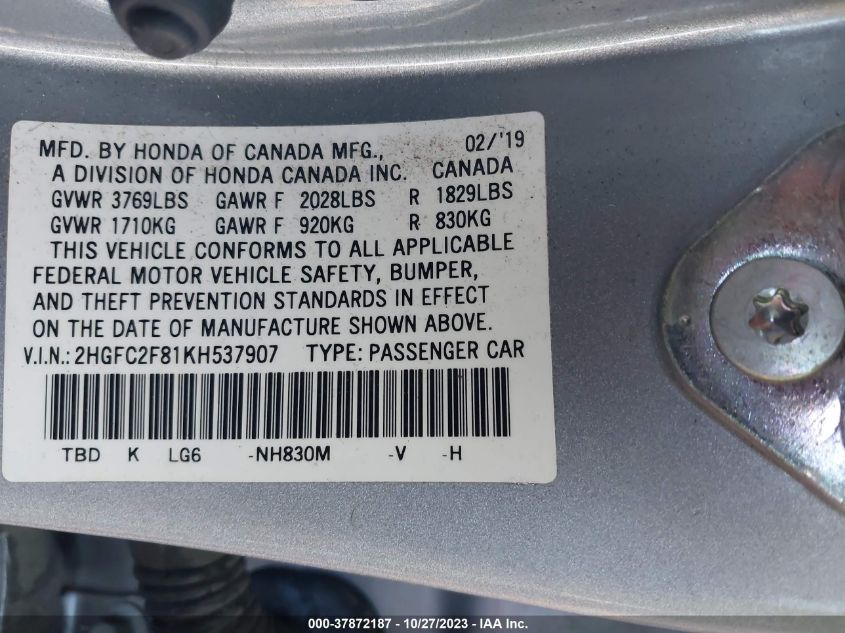 MFD. BY HONDA OF CANADA MFG., 02/'19
A DIVISION OF HONDA CANADA INC. CANADA
GVWR 3769LBS GAWR F 2028LBS R 1829LBS
GVWR 1710KG GAWR F 920KG R 830KG
THIS VEHICLE CONFORMS TO ALL APPLICABLE
FEDERAL MOTOR VEHICLE SAFETY, BUMPER,
AND THEFT PREVENTION STANDARDS IN EFFECT
ON THE DATE OF MANUFACTURE SHOWN ABOVE.
V.I.N.: 2HGFC2F81KH537907 TYPE: PASSENGER CAR
TBD K LG6 -NH830M -V -H
000-37872187 | 10/27/2023 - IAA Inc.